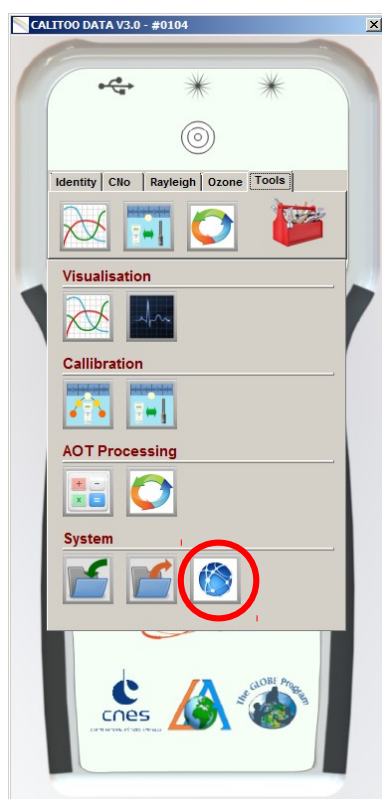 CALITOO DATA V3.0 - #0104
Identity CNo Rayleigh Ozone Tools
Visualisation
Callibration
AOT Processing
System
cnes
The GLOBE Program